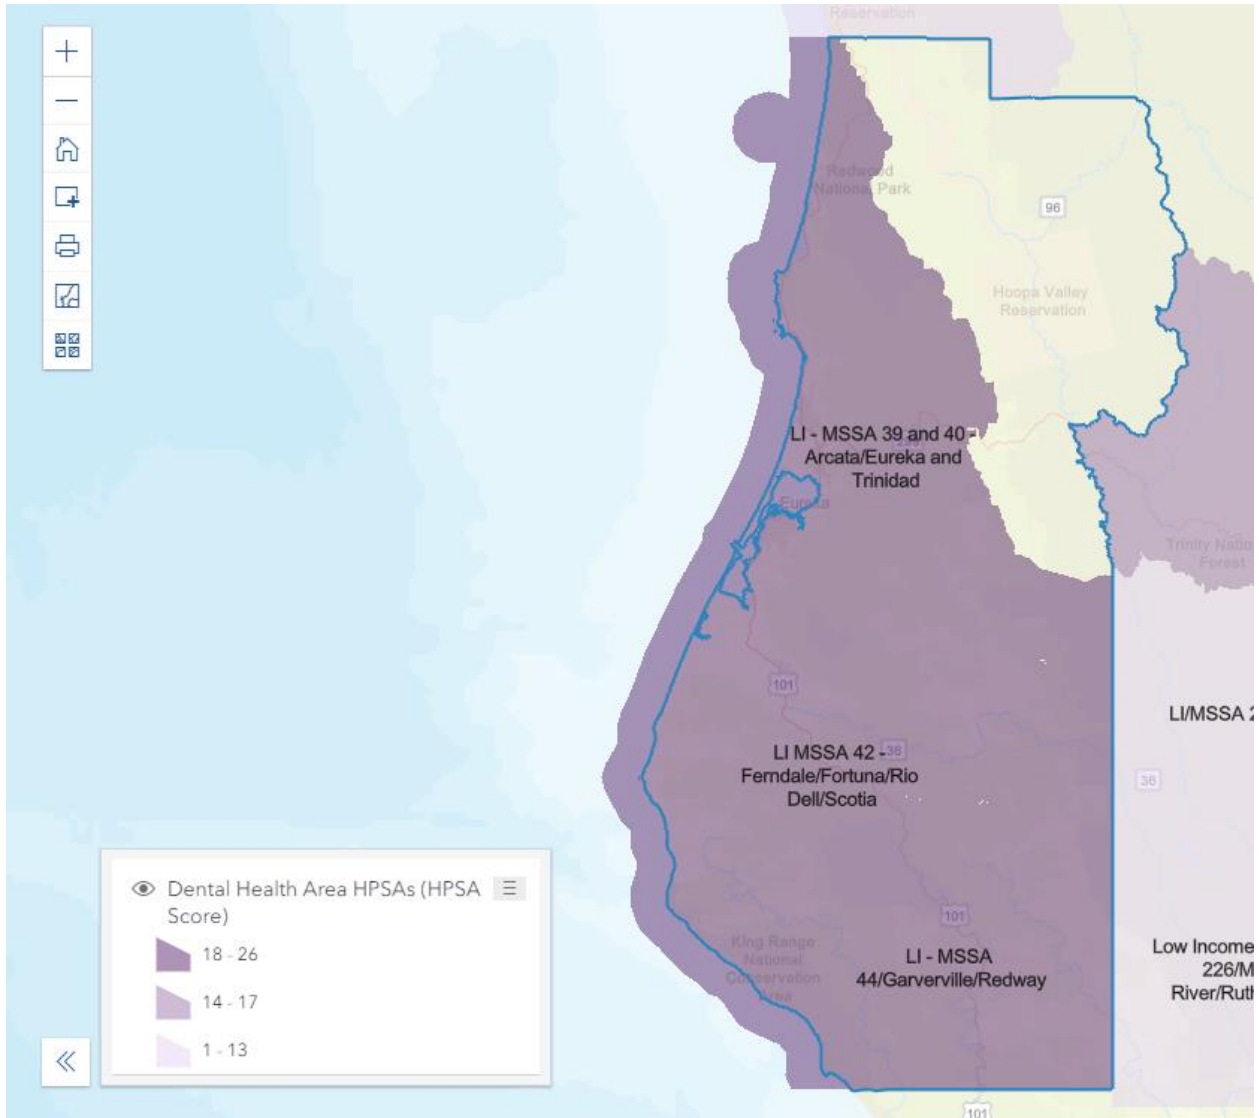 Reservation
Redwood
National Park
96
Hoopa Valley
Reservation
LI - MSSA 39 and 40 -
Arcata/Eureka and
Trinidad
Eureka
Forest
101
LI/MSSA 2
LI MSSA 42 -
36
Ferndale/Fortuna/Rio
Dell/Scotia
36
Dental Health Area HPSAs (HPSA
Score)
18 - 26
14 - 17
1 - 13
101
King Range
National
Conservation
Area
LI - MSSA
44/Garverville/Redway
Low Income
226/M
River/Ruth
101